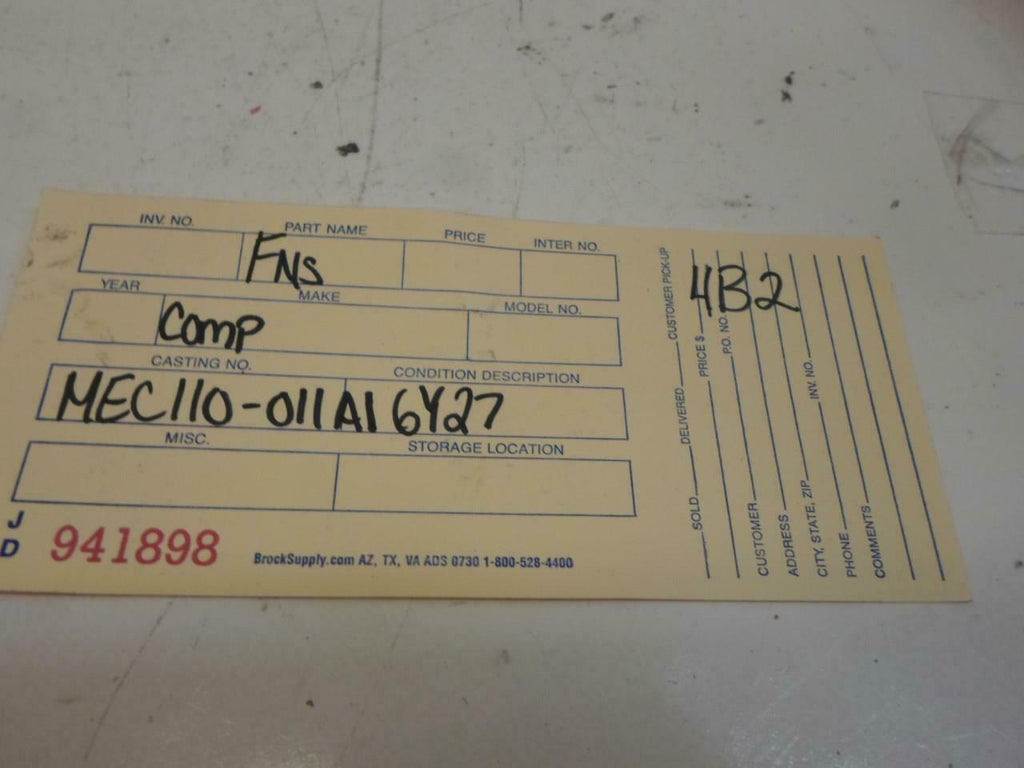 INV. NO. PART NAME PRICE INTER NO.
FNS
YEAR MAKE MODEL NO.
Comp
CASTING NO. CONDITION DESCRIPTION
MEC110-011A1 6Y27
MISC. STORAGE LOCATION
J
D
941898
BrockSupply.com AZ, TX, VA ADS 0730 1-800-528-4400
4B2
SOLD DELIVERED CUSTOMER PICK-UP
PRICE $
P.O. NO.
CUSTOMER
ADDRESS
CITY, STATE, ZIP INV. NO.
PHONE
COMMENTS